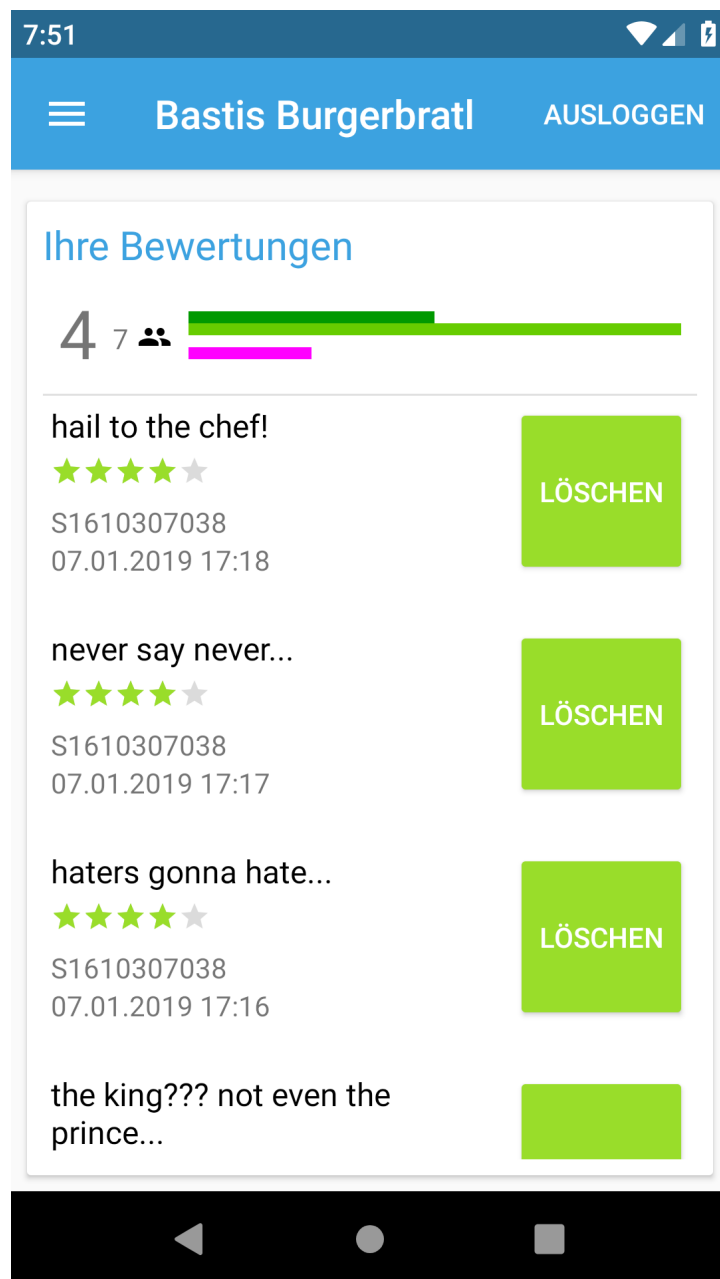 7:51
Bastis Burgerbratl
AUSLOGGEN
Ihre Bewertungen
4 7
hail to the chef!
LÖSCHEN
S1610307038
07.01.2019 17:18
never say never...
LÖSCHEN
S1610307038
07.01.2019 17:17
haters gonna hate...
LÖSCHEN
S1610307038
07.01.2019 17:16
the king??? not even the
prince...